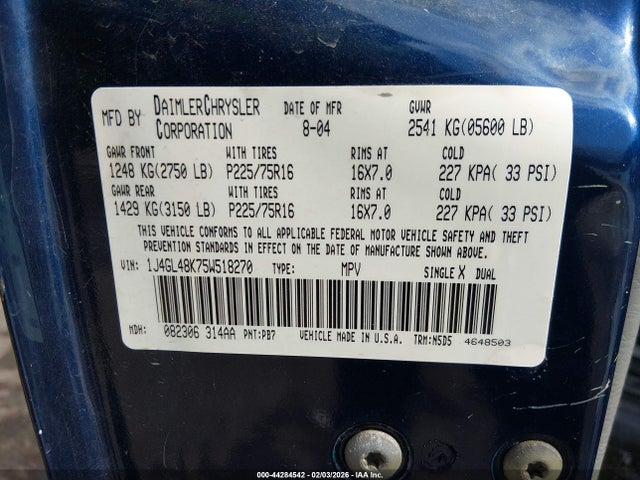 MFD BY DAIMLERCHRYSLER CORPORATION DATE OF MFR 8-04 GVWR 2541 KG(05600 LB)
GAWR FRONT WITH TIRES RIMS AT COLD
1248 KG(2750 LB) P225/75R16 16X7.0 227 KPA( 33 PSI)
GAWR REAR WITH TIRES RIMS AT COLD
1429 KG(3150 LB) P225/75R16 16X7.0 227 KPA( 33 PSI)
THIS VEHICLE CONFORMS TO ALL APPLICABLE FEDERAL MOTOR VEHICLE SAFETY AND THEFT
PREVENTION STANDARDS IN EFFECT ON THE DATE OF MANUFACTURE SHOWN ABOVE.
VIN: 1J4GL48K75W518270 TYPE: MPV SINGLE X DUAL
MDH: 082306 314AA PNT:PB7 VEHICLE MADE IN U.S.A. TRM:N5D5 4648503
000-44284542 - 02/03/2026 - IAAI.com